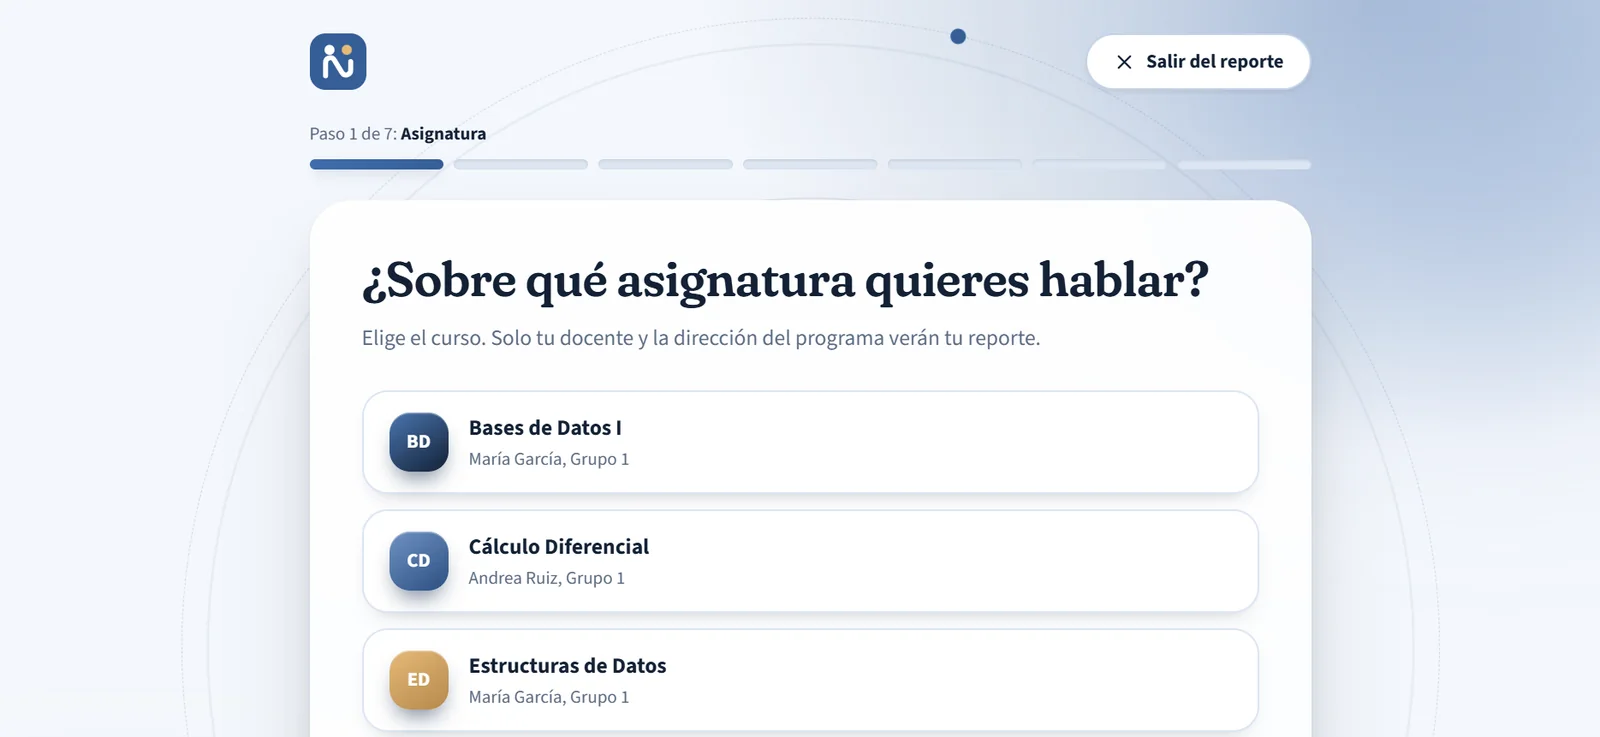 Salir del reporte
Paso 1 de 7: Asignatura
¿Sobre qué asignatura quieres hablar?
Elige el curso. Solo tu docente y la dirección del programa verán tu reporte.
BD
Bases de Datos I
María García, Grupo 1
CD
Cálculo Diferencial
Andrea Ruiz, Grupo 1
ED
Estructuras de Datos
María García, Grupo 1